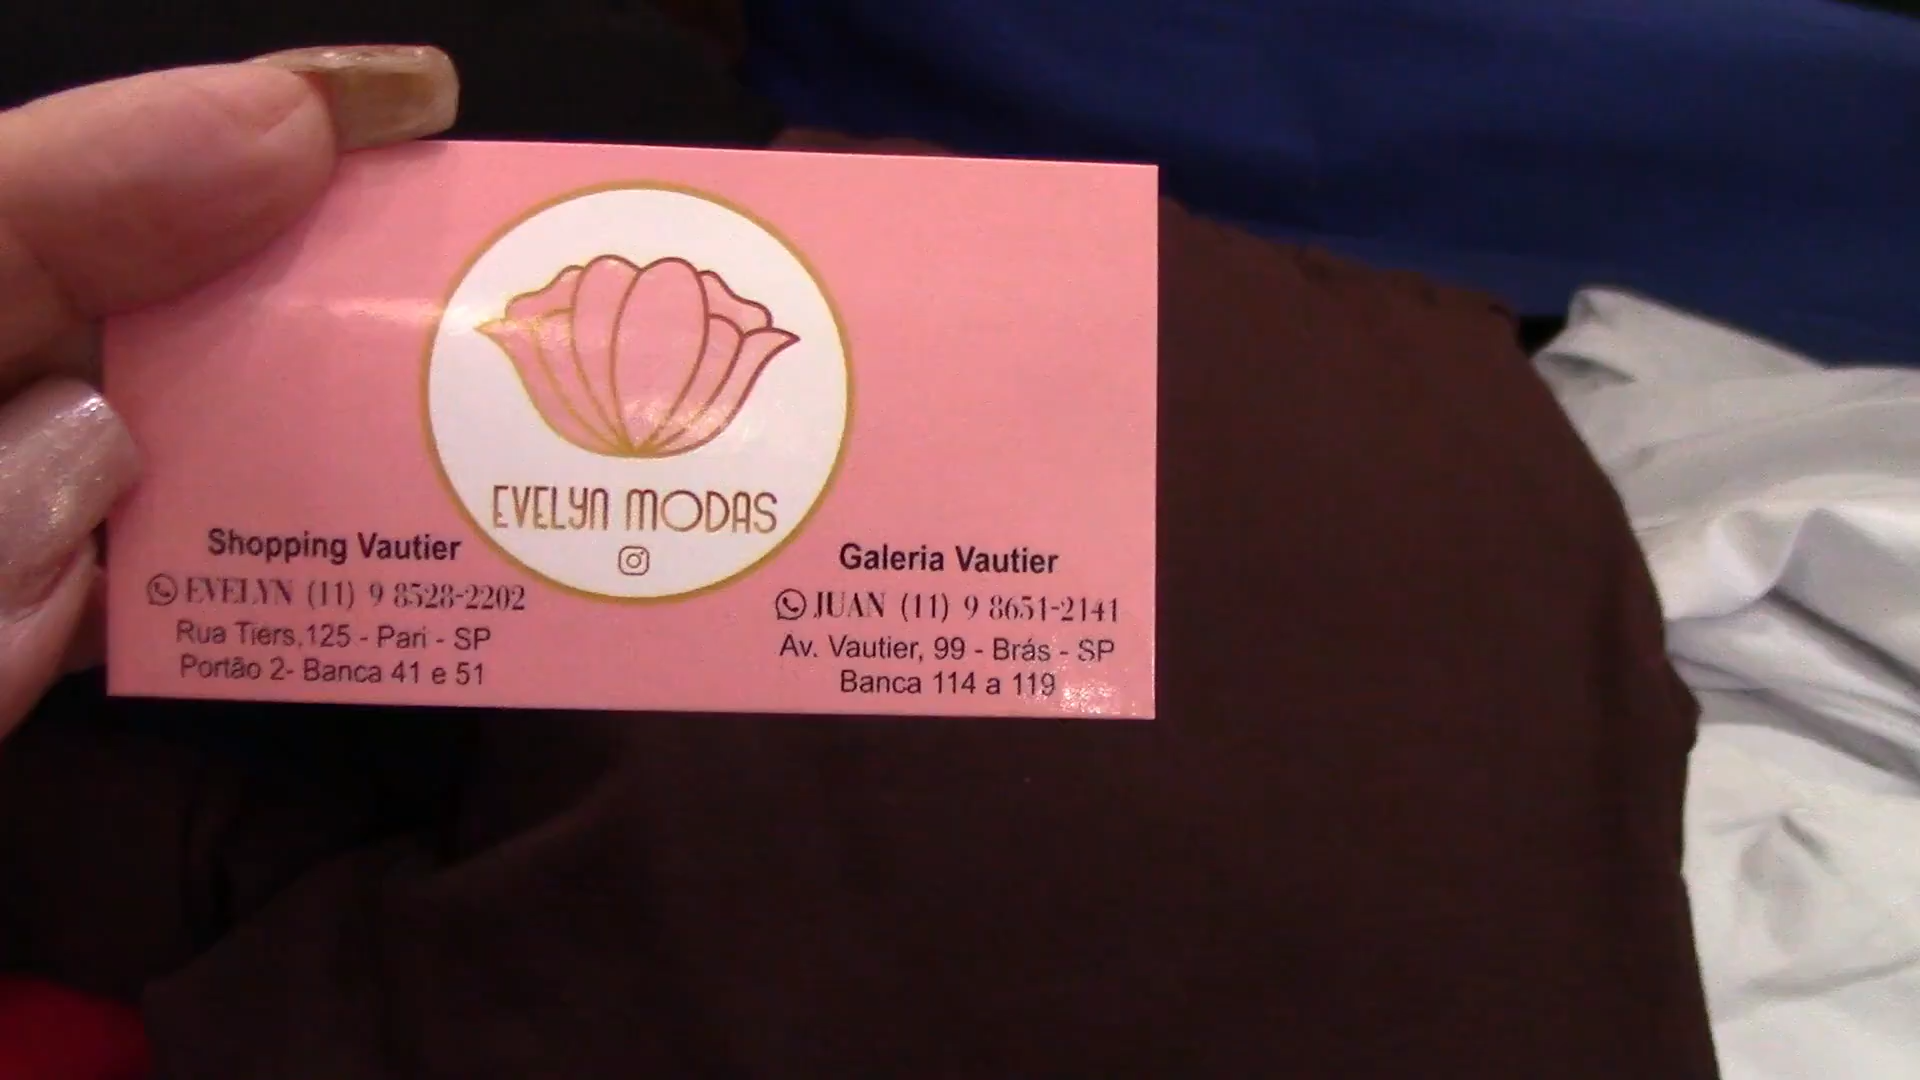 EVELYN MODAS
Shopping Vautier
EVELYN (11) 9 8528-2202
Rua Tiers,125 - Pari - SP
Portão 2- Banca 41 e 51
Galeria Vautier
JUAN (11) 9 8651-2141
Av. Vautier, 99 - Brás - SP
Banca 114 a 119